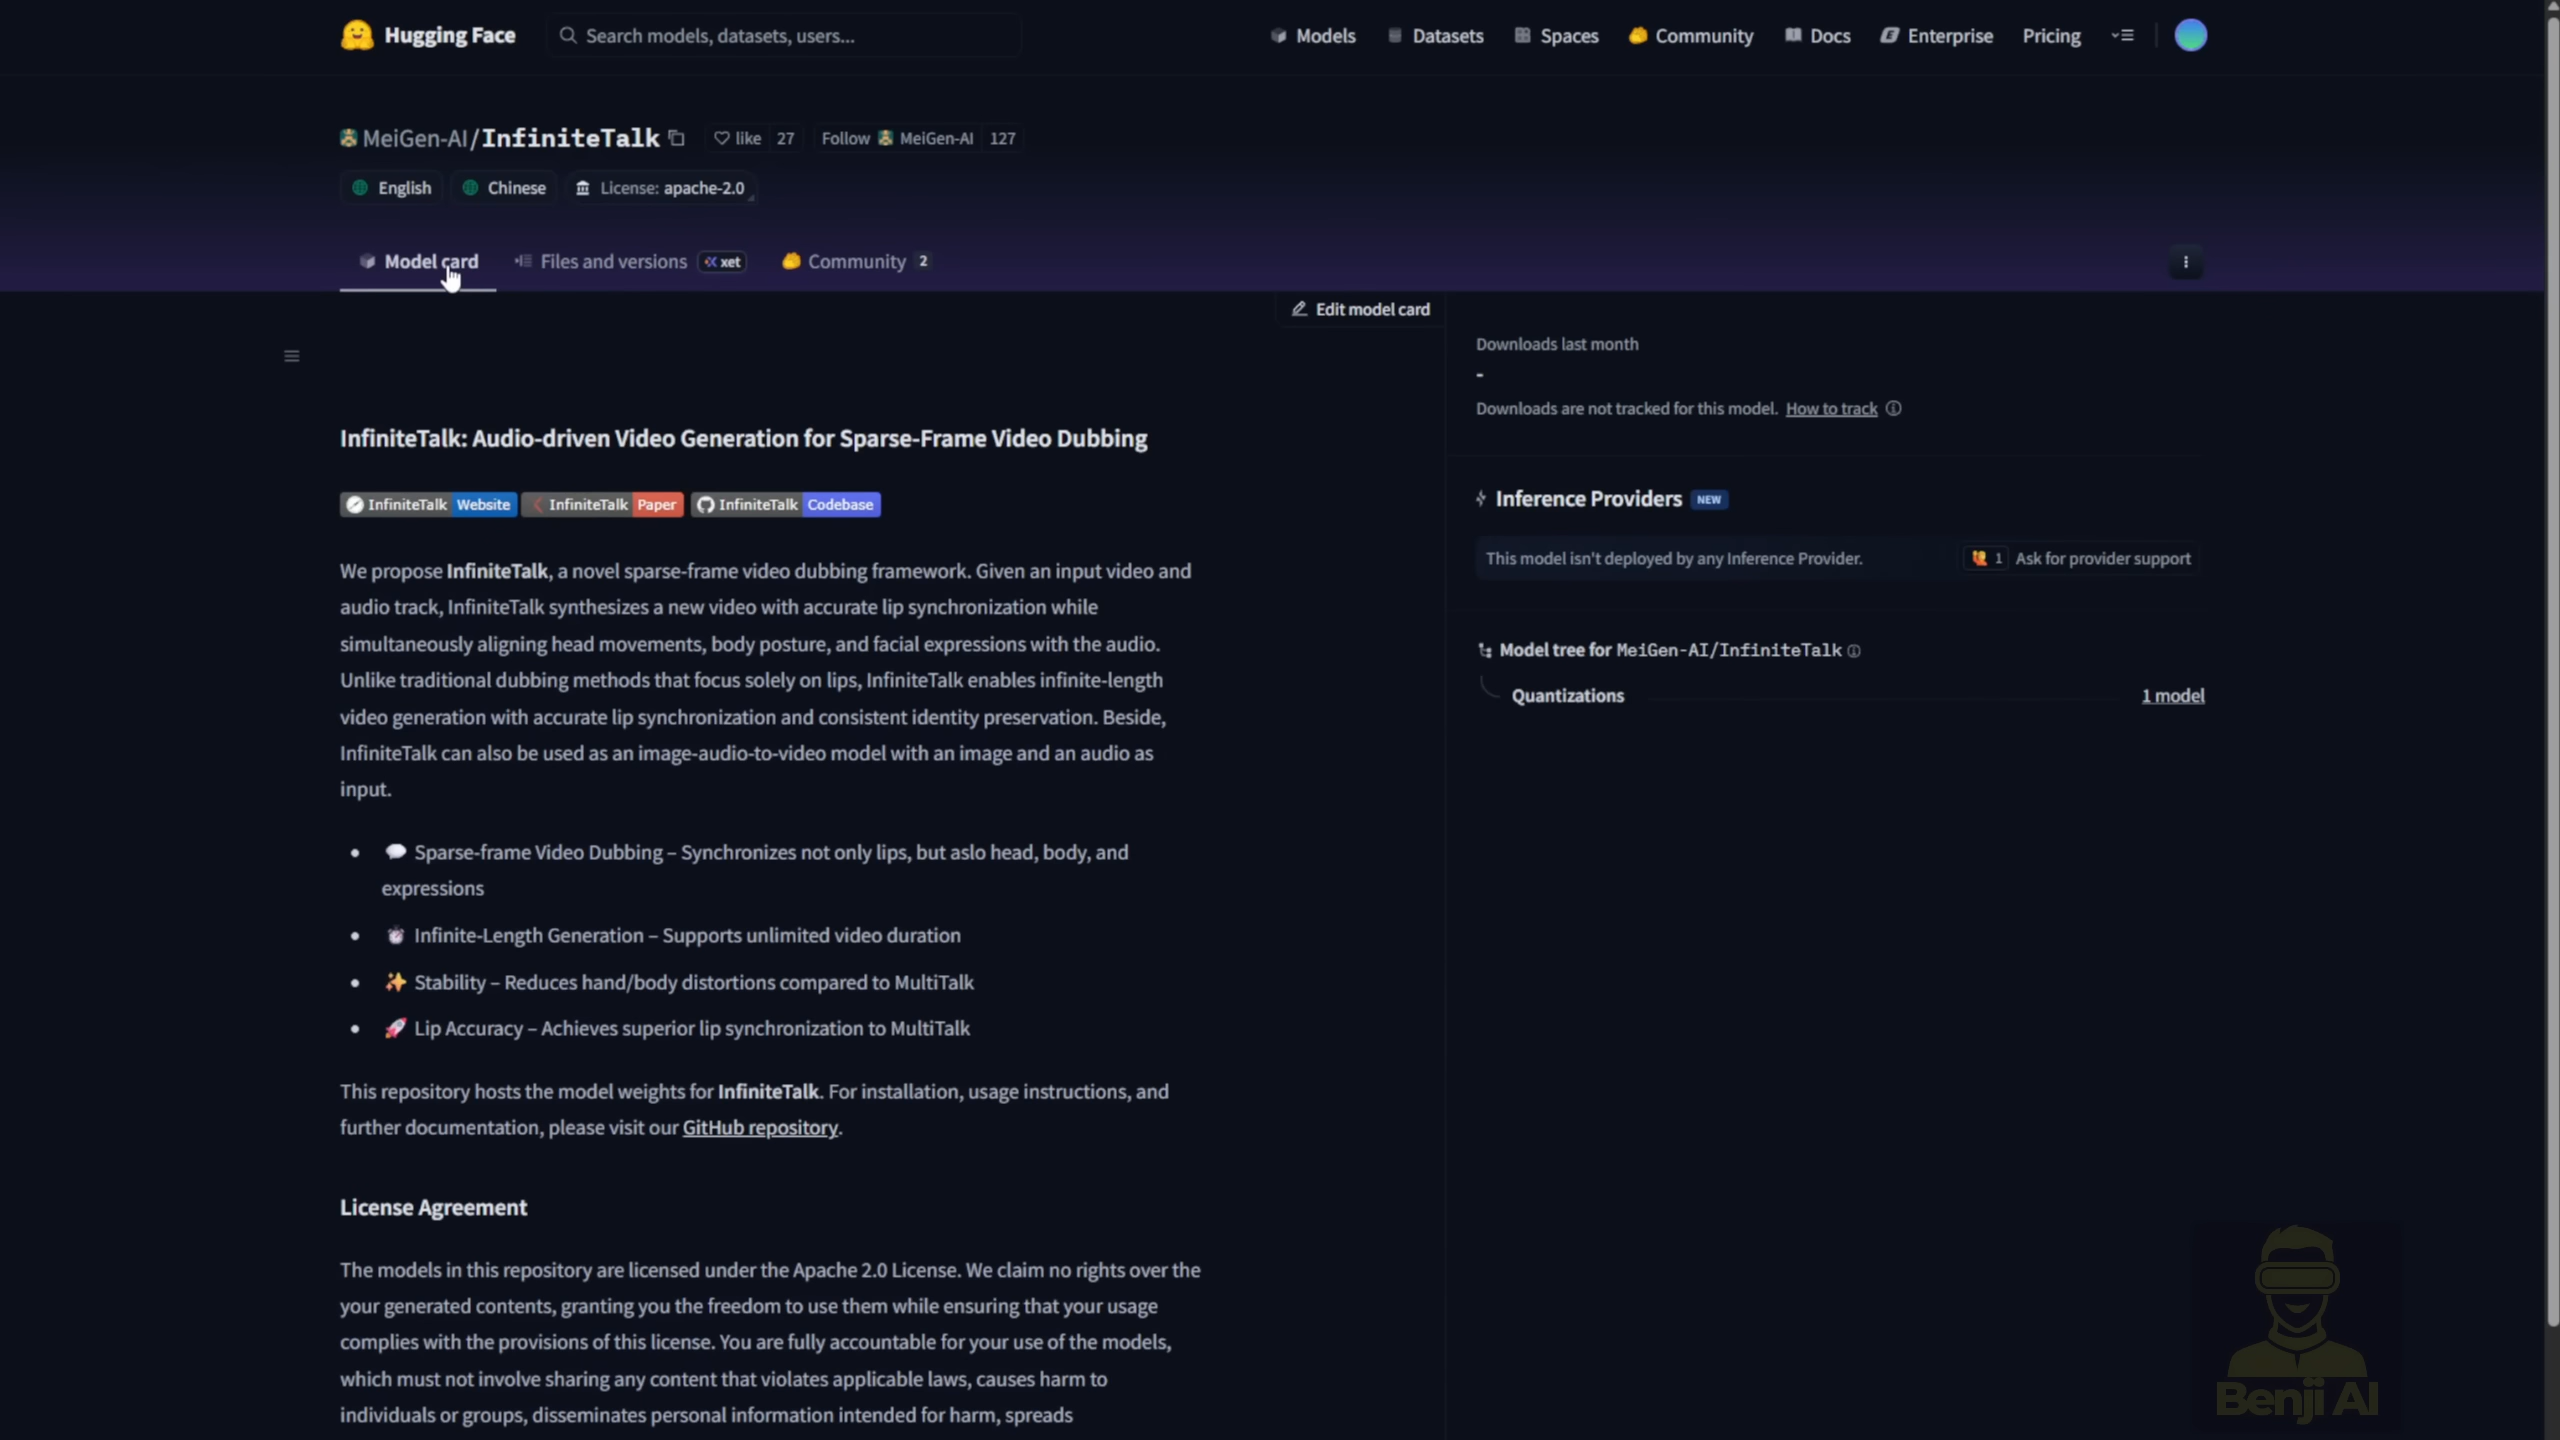 Hugging Face
Search models, datasets, users...
Models
Datasets
Spaces
Community
Docs
Enterprise
Pricing
MeiGen-AI/InfiniteTalk
like 27
Follow MeiGen-AI 127
English
Chinese
License: apache-2.0
Model card
Files and versions
xet
Community 2
Edit model card
InfiniteTalk: Audio-driven Video Generation for Sparse-Frame Video Dubbing
InfiniteTalk Website
InfiniteTalk Paper
InfiniteTalk Codebase
We propose InfiniteTalk, a novel sparse-frame video dubbing framework. Given an input video and
audio track, InfiniteTalk synthesizes a new video with accurate lip synchronization while
simultaneously aligning head movements, body posture, and facial expressions with the audio.
Unlike traditional dubbing methods that focus solely on lips, InfiniteTalk enables infinite-length
video generation with accurate lip synchronization and consistent identity preservation. Beside,
InfiniteTalk can also be used as an image-audio-to-video model with an image and an audio as
input.
• 💬 Sparse-frame Video Dubbing – Synchronizes not only lips, but aslo head, body, and
expressions
• ⏱️ Infinite-Length Generation – Supports unlimited video duration
• ✨ Stability – Reduces hand/body distortions compared to MultiTalk
• 🚀 Lip Accuracy – Achieves superior lip synchronization to MultiTalk
This repository hosts the model weights for InfiniteTalk. For installation, usage instructions, and
further documentation, please visit our GitHub repository.
License Agreement
The models in this repository are licensed under the Apache 2.0 License. We claim no rights over the
your generated contents, granting you the freedom to use them while ensuring that your usage
complies with the provisions of this license. You are fully accountable for your use of the models,
which must not involve sharing any content that violates applicable laws, causes harm to
individuals or groups, disseminates personal information intended for harm, spreads
Downloads last month
-
Downloads are not tracked for this model. How to track
Inference Providers NEW
This model isn't deployed by any Inference Provider.
1 Ask for provider support
Model tree for MeiGen-AI/InfiniteTalk
Quantizations
1 model
Benji AI